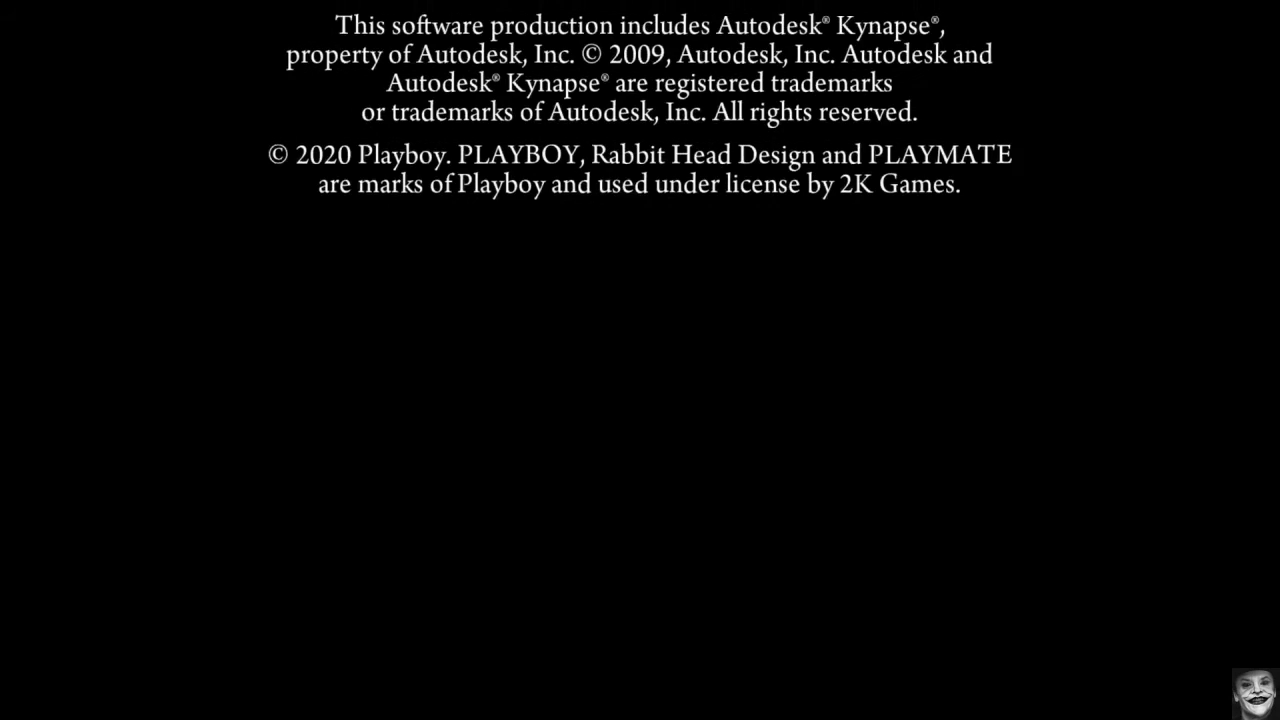 This software production includes Autodesk® Kynapse®,
property of Autodesk, Inc. © 2009, Autodesk, Inc. Autodesk and
Autodesk® Kynapse® are registered trademarks
or trademarks of Autodesk, Inc. All rights reserved.
© 2020 Playboy. PLAYBOY, Rabbit Head Design and PLAYMATE
are marks of Playboy and used under license by 2K Games.